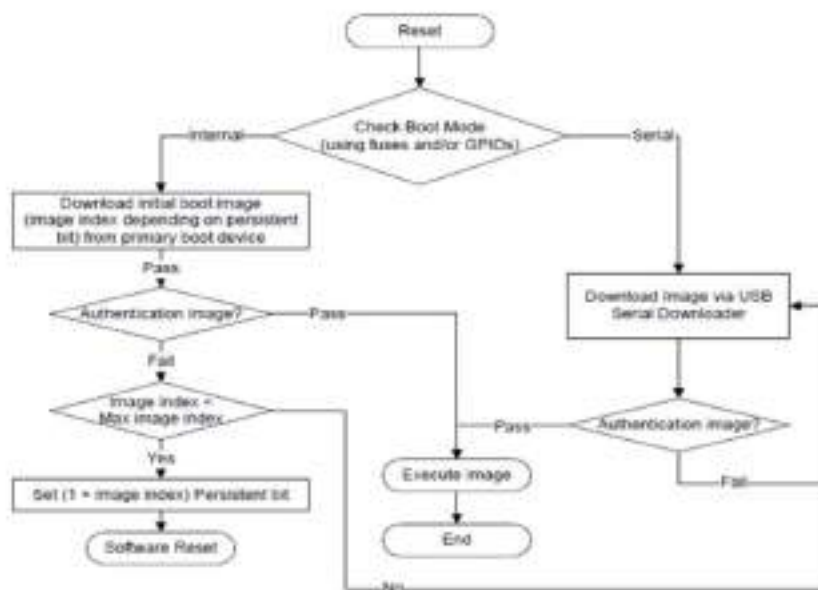 Reset
Check Boot Mode
(using fuses and/or GPIOs)
Internal
Serial
Download initial boot image
(image index depending on persistent
bit) from primary boot device
Pass
Download Image via USB
Serial Downloader
Authentication image?
Pass
Fail
Image index <
Max image index
Authentication image?
Pass
Yes
Execute image
Fail
Set (1 + image index) Persistent bit
End
Software Reset
No